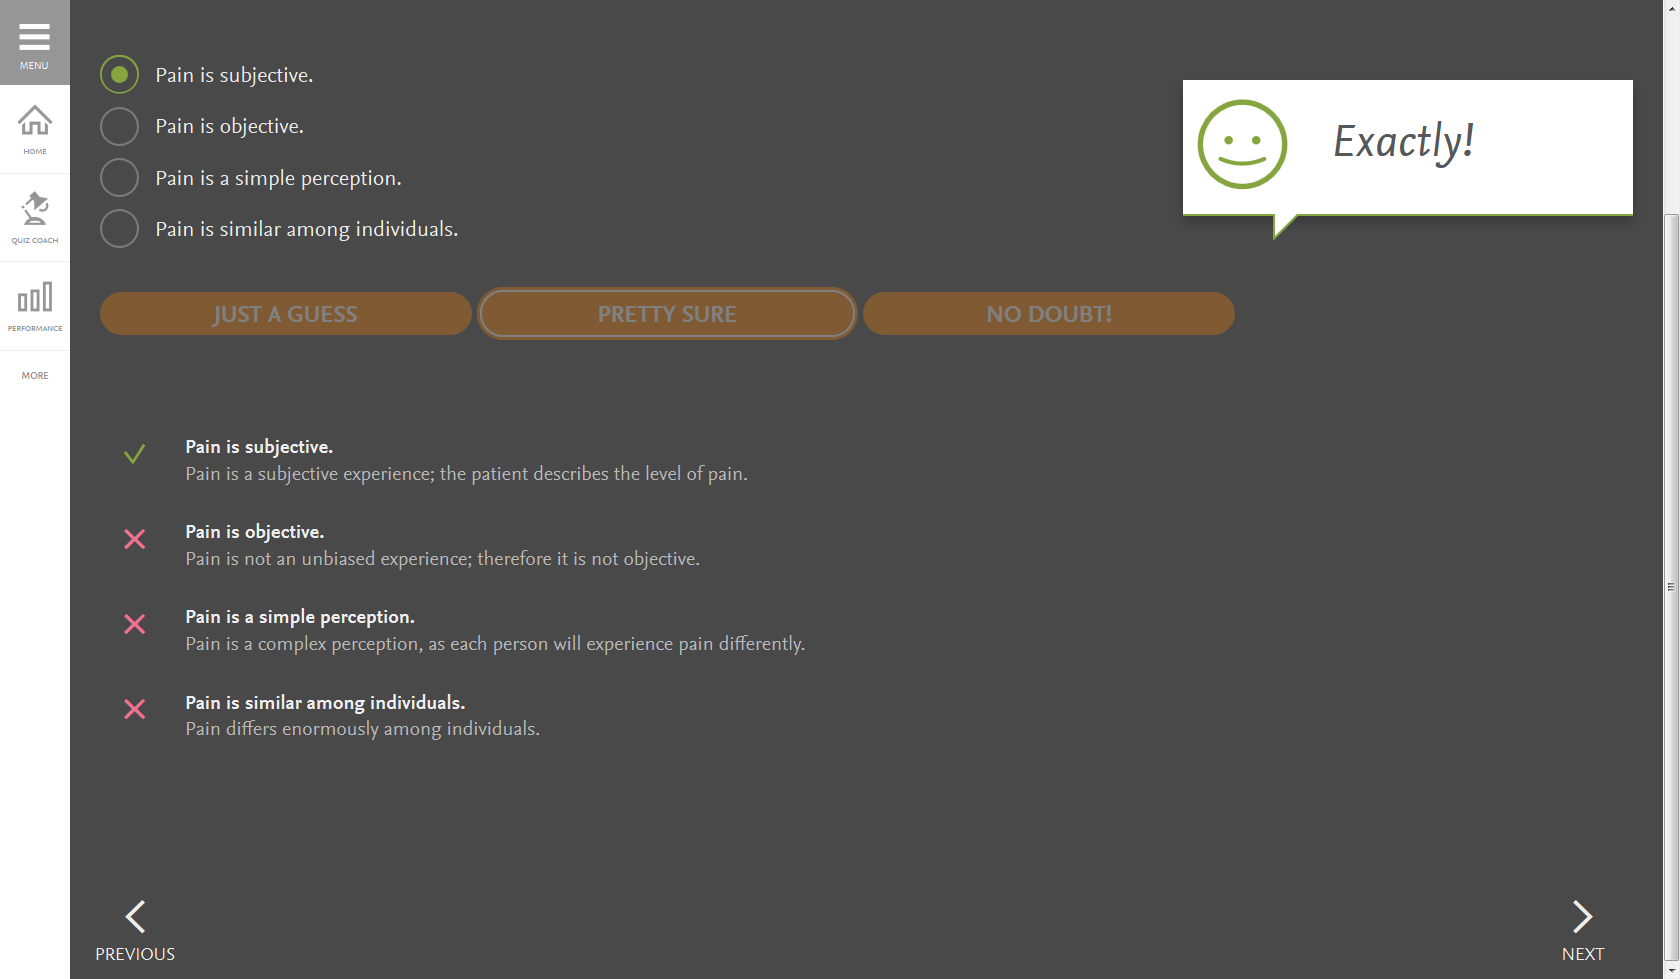 MENU
HOME
QUIZ COACH
PERFORMANCE
MORE
Pain is subjective.
Pain is objective.
Pain is a simple perception.
Pain is similar among individuals.
Exactly!
JUST A GUESS
PRETTY SURE
NO DOUBT!
Pain is subjective.
Pain is a subjective experience; the patient describes the level of pain.
Pain is objective.
Pain is not an unbiased experience; therefore it is not objective.
Pain is a simple perception.
Pain is a complex perception, as each person will experience pain differently.
Pain is similar among individuals.
Pain differs enormously among individuals.
PREVIOUS
NEXT